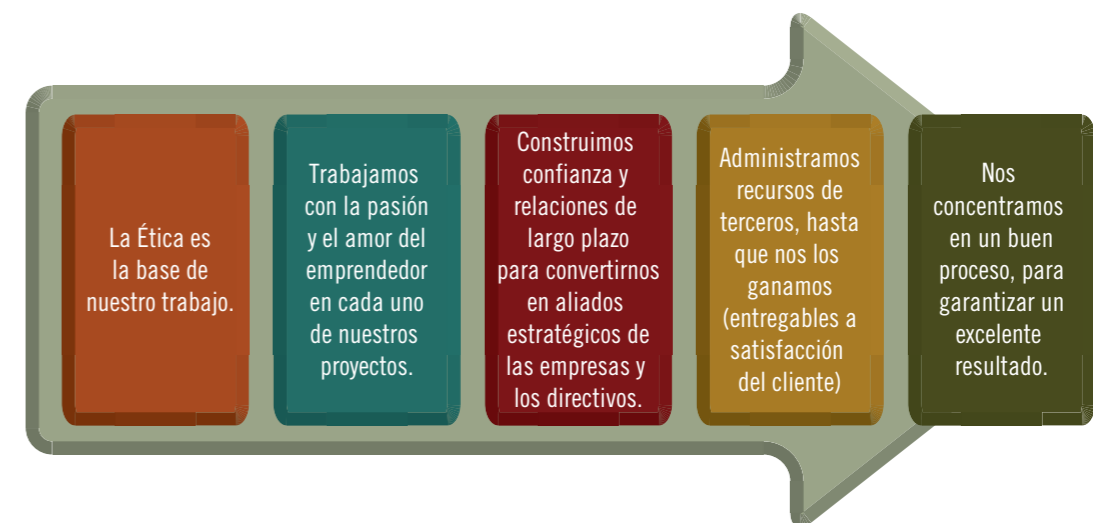 La Ética es
la base de
nuestro trabajo.
Trabajamos
con la pasión
y el amor del
emprendedor
en cada uno
de nuestros
proyectos.
Construimos
confianza y
relaciones de
largo plazo
para convertirnos
en aliados
estratégicos de
las empresas y
los directivos.
Administramos
recursos de
terceros, hasta
que nos los
ganamos
(entregables a
satisfacción
del cliente)
Nos
concentramos
en un buen
proceso, para
garantizar un
excelente
resultado.